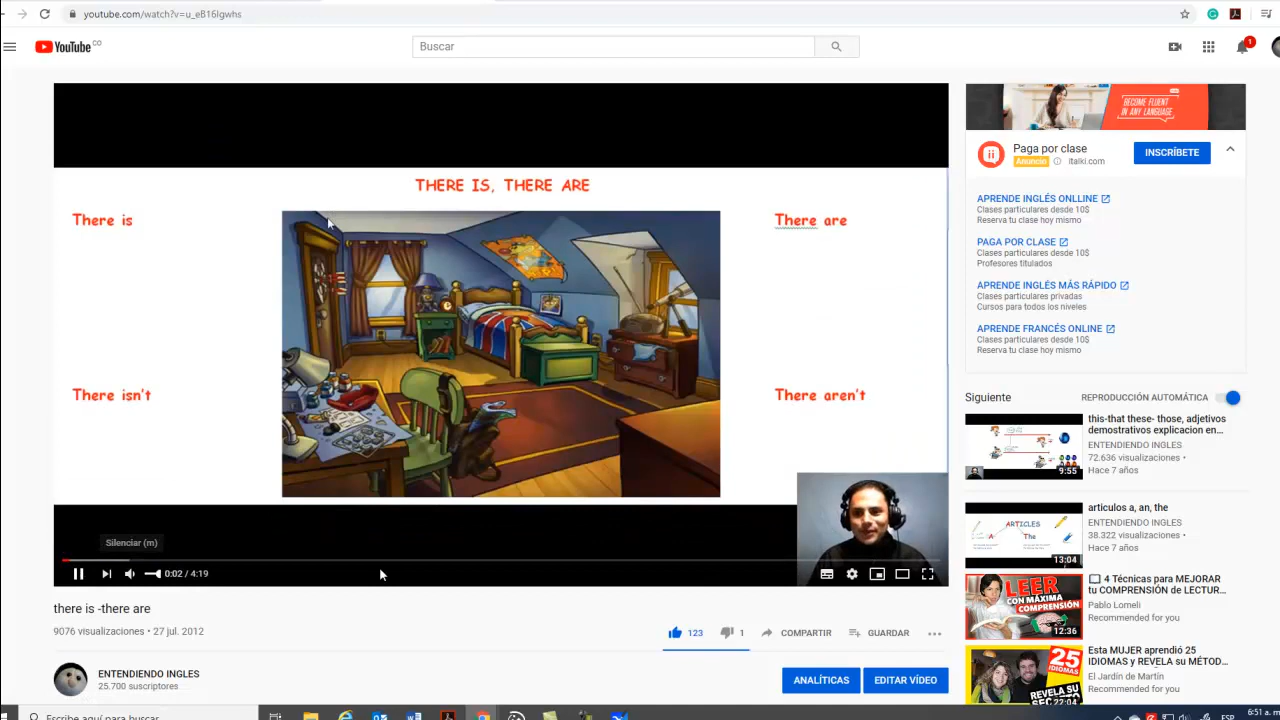 youtube.com/watch?v=u_eB16lgwhs
YouTube CO
Buscar
1
THERE IS, THERE ARE
There is
There are
There isn't
There aren't
Silenciar (m)
0:02 / 4:19
there is -there are
9076 visualizaciones • 27 jul. 2012
123
1
COMPARTIR
GUARDAR
ENTENDIENDO INGLES
25.700 suscriptores
ANALÍTICAS
EDITAR VÍDEO
BECOME FLUENT
IN ANY LANGUAGE
Paga por clase
Anuncio
italki.com
INSCRÍBETE
APRENDE INGLÉS ONLLINE
Clases particulares desde 10$
Reserva tu clase hoy mismo
PAGA POR CLASE
Clases particulares desde 10$
Profesores titulados
APRENDE INGLÉS MÁS RÁPIDO
Clases particulares privadas
Cursos para todos los niveles
APRENDE FRANCÉS ONLINE
Clases particulares desde 10$
Reserva tu clase hoy mismo
Siguiente
REPRODUCCIÓN AUTOMÁTICA
9:55
this-that these- those, adjetivos
demostrativos explicacion en...
ENTENDIENDO INGLES
72.636 visualizaciones •
Hace 7 años
ARTICLES
A
The
13:04
articulos a, an, the
ENTENDIENDO INGLES
38.322 visualizaciones •
Hace 7 años
LEER
CON MÁXIMA
COMPRENSIÓN
12:36
4 Técnicas para MEJORAR
tu COMPRENSIÓN de LECTUR...
Pablo Lomeli
Recommended for you
25
IDIOMAS
REVELA SU
22:04
Esta MUJER aprendió 25
IDIOMAS y REVELA su MÉTOD...
El Jardín de Martín
Recommended for you
Escribe aquí para buscar
ESP
6:51 a. m.